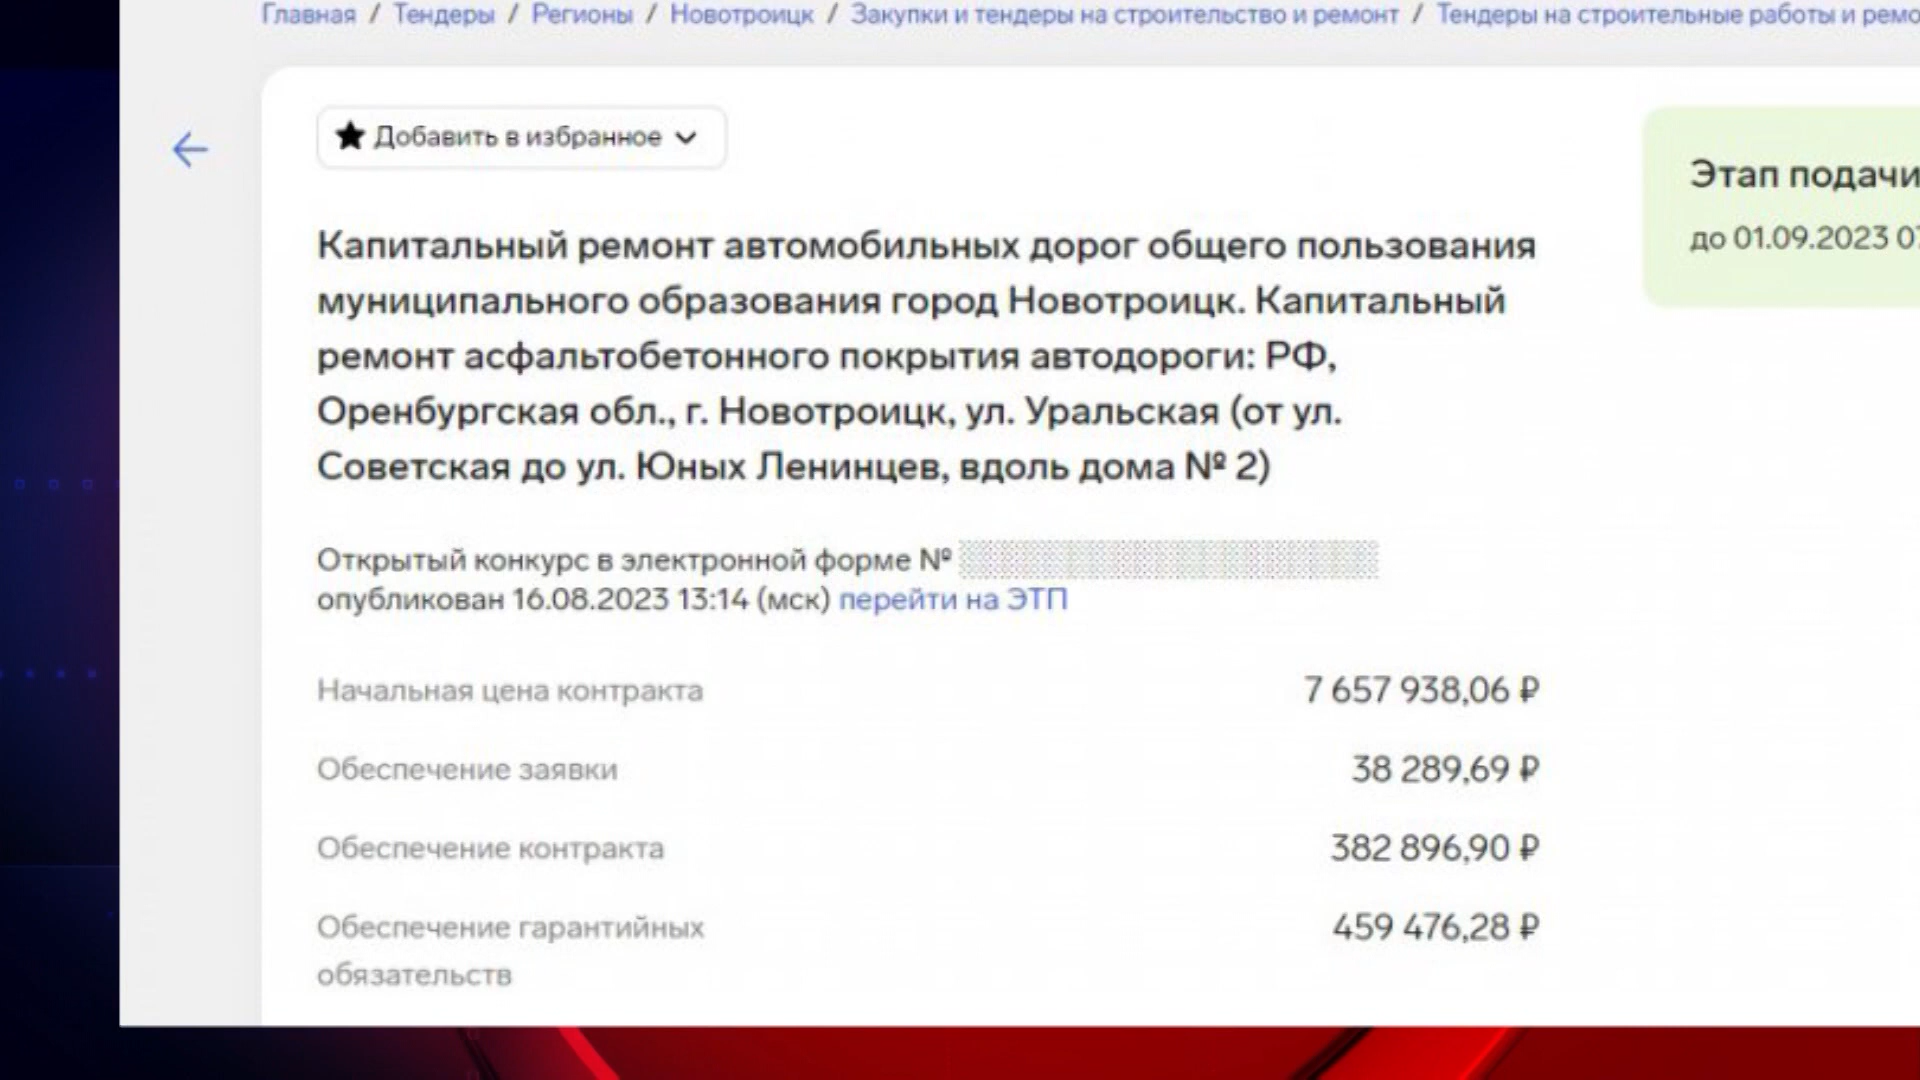 Главная / Тендеры / Регионы / Новотроицк / Закупки и тендеры на строительство и ремонт / Тендеры на строительные работы и
Добавить в избранное
Этап подачи
до 01.09.2023
Капитальный ремонт автомобильных дорог общего пользования
муниципального образования город Новотроицк. Капитальный
ремонт асфальтобетонного покрытия автодороги: РФ,
Оренбургская обл., г. Новотроицк, ул. Уральская (от ул.
Советская до ул. Юных Ленинцев, вдоль дома № 2)
Открытый конкурс в электронной форме №
опубликован 16.08.2023 13:14 (мск) перейти на ЭТП
Начальная цена контракта 7 657 938,06 ₽
Обеспечение заявки 38 289,69 ₽
Обеспечение контракта 382 896,90 ₽
Обеспечение гарантийных 459 476,28 ₽
обязательств